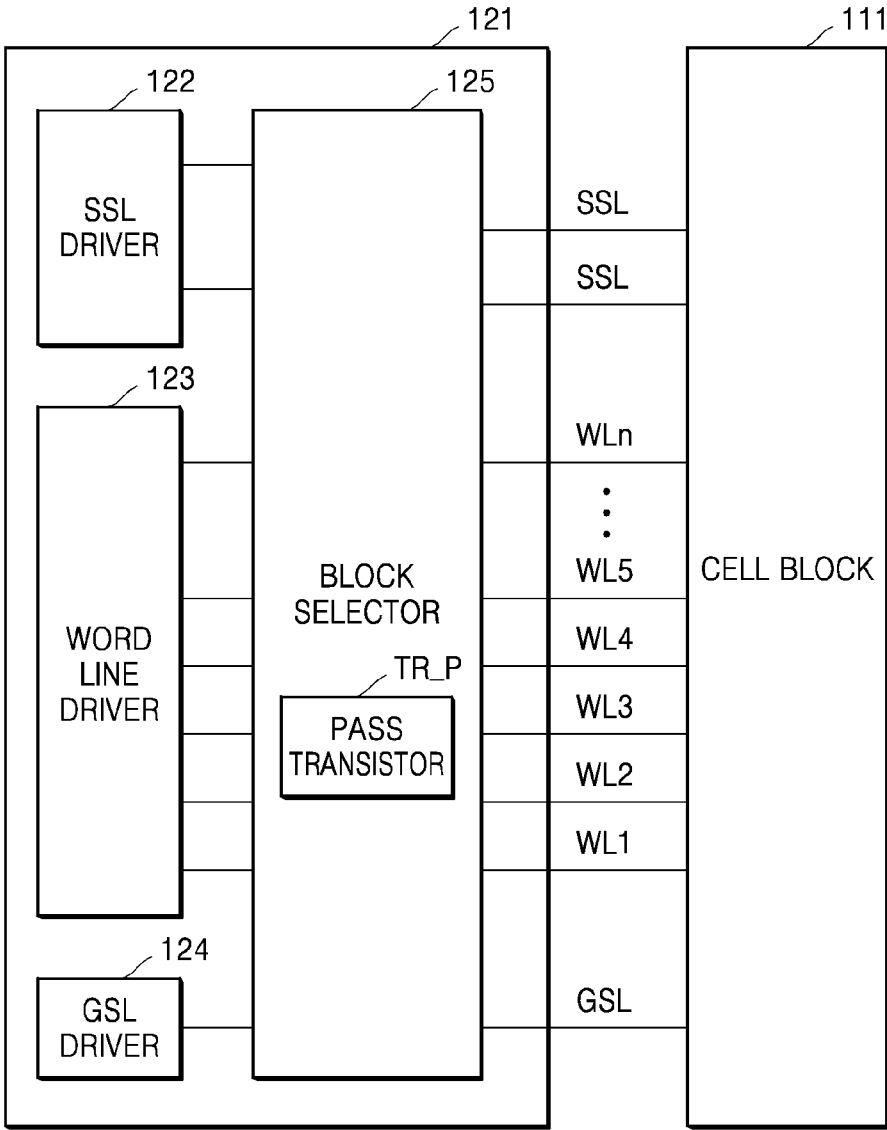 121
111
122
125
SSL
DRIVER
SSL
SSL
123
WLn
WORD
LINE
DRIVER
BLOCK
SELECTOR
WL5
CELL BLOCK
WL4
TR_P
PASS
TRANSISTOR
WL3
WL2
WL1
124
GSL
DRIVER
GSL